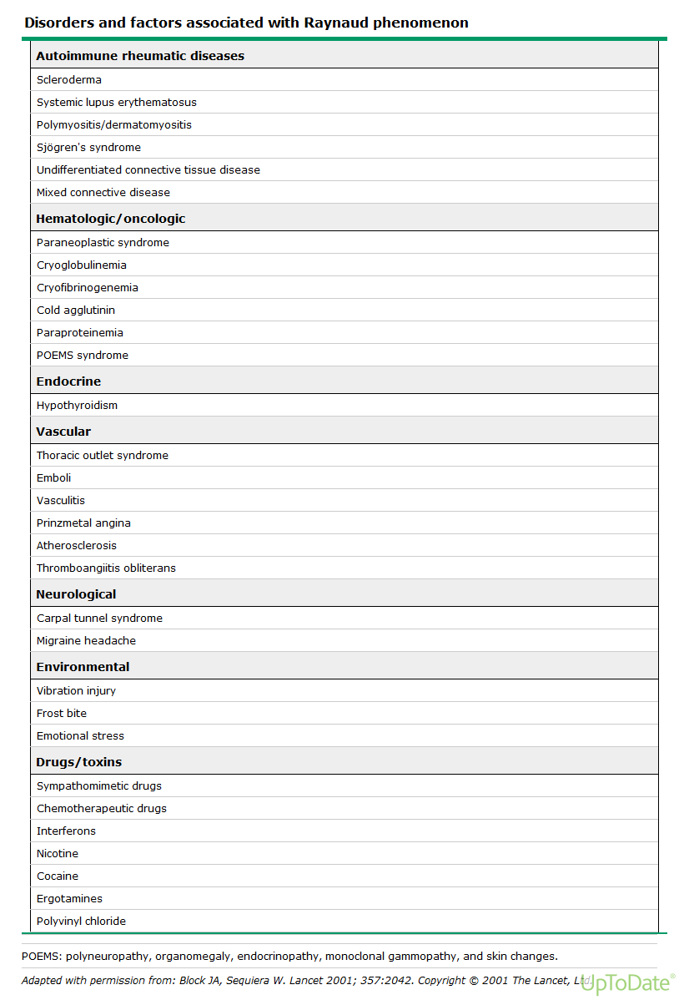 Disorders and factors associated with Raynaud phenomenon
Autoimmune rheumatic diseases
Scleroderma
Systemic lupus erythematosus
Polymyositis/dermatomyositis
Sjögren's syndrome
Undifferentiated connective tissue disease
Mixed connective disease
Hematologic/oncologic
Paraneoplastic syndrome
Cryoglobulinemia
Cryofibrinogenemia
Cold agglutinin
Paraproteinemia
POEMS syndrome
Endocrine
Hypothyroidism
Vascular
Thoracic outlet syndrome
Emboli
Vasculitis
Prinzmetal angina
Atherosclerosis
Thromboangiitis obliterans
Neurological
Carpal tunnel syndrome
Migraine headache
Environmental
Vibration injury
Frost bite
Emotional stress
Drugs/toxins
Sympathomimetic drugs
Chemotherapeutic drugs
Interferons
Nicotine
Cocaine
Ergotamines
Polyvinyl chloride
POEMS: polyneuropathy, organomegaly, endocrinopathy, monoclonal gammopathy, and skin changes.
Adapted with permission from: Block JA, Sequiera W. Lancet 2001; 357:2042. Copyright © 2001 The Lancet, Ltd.
UpToDate®